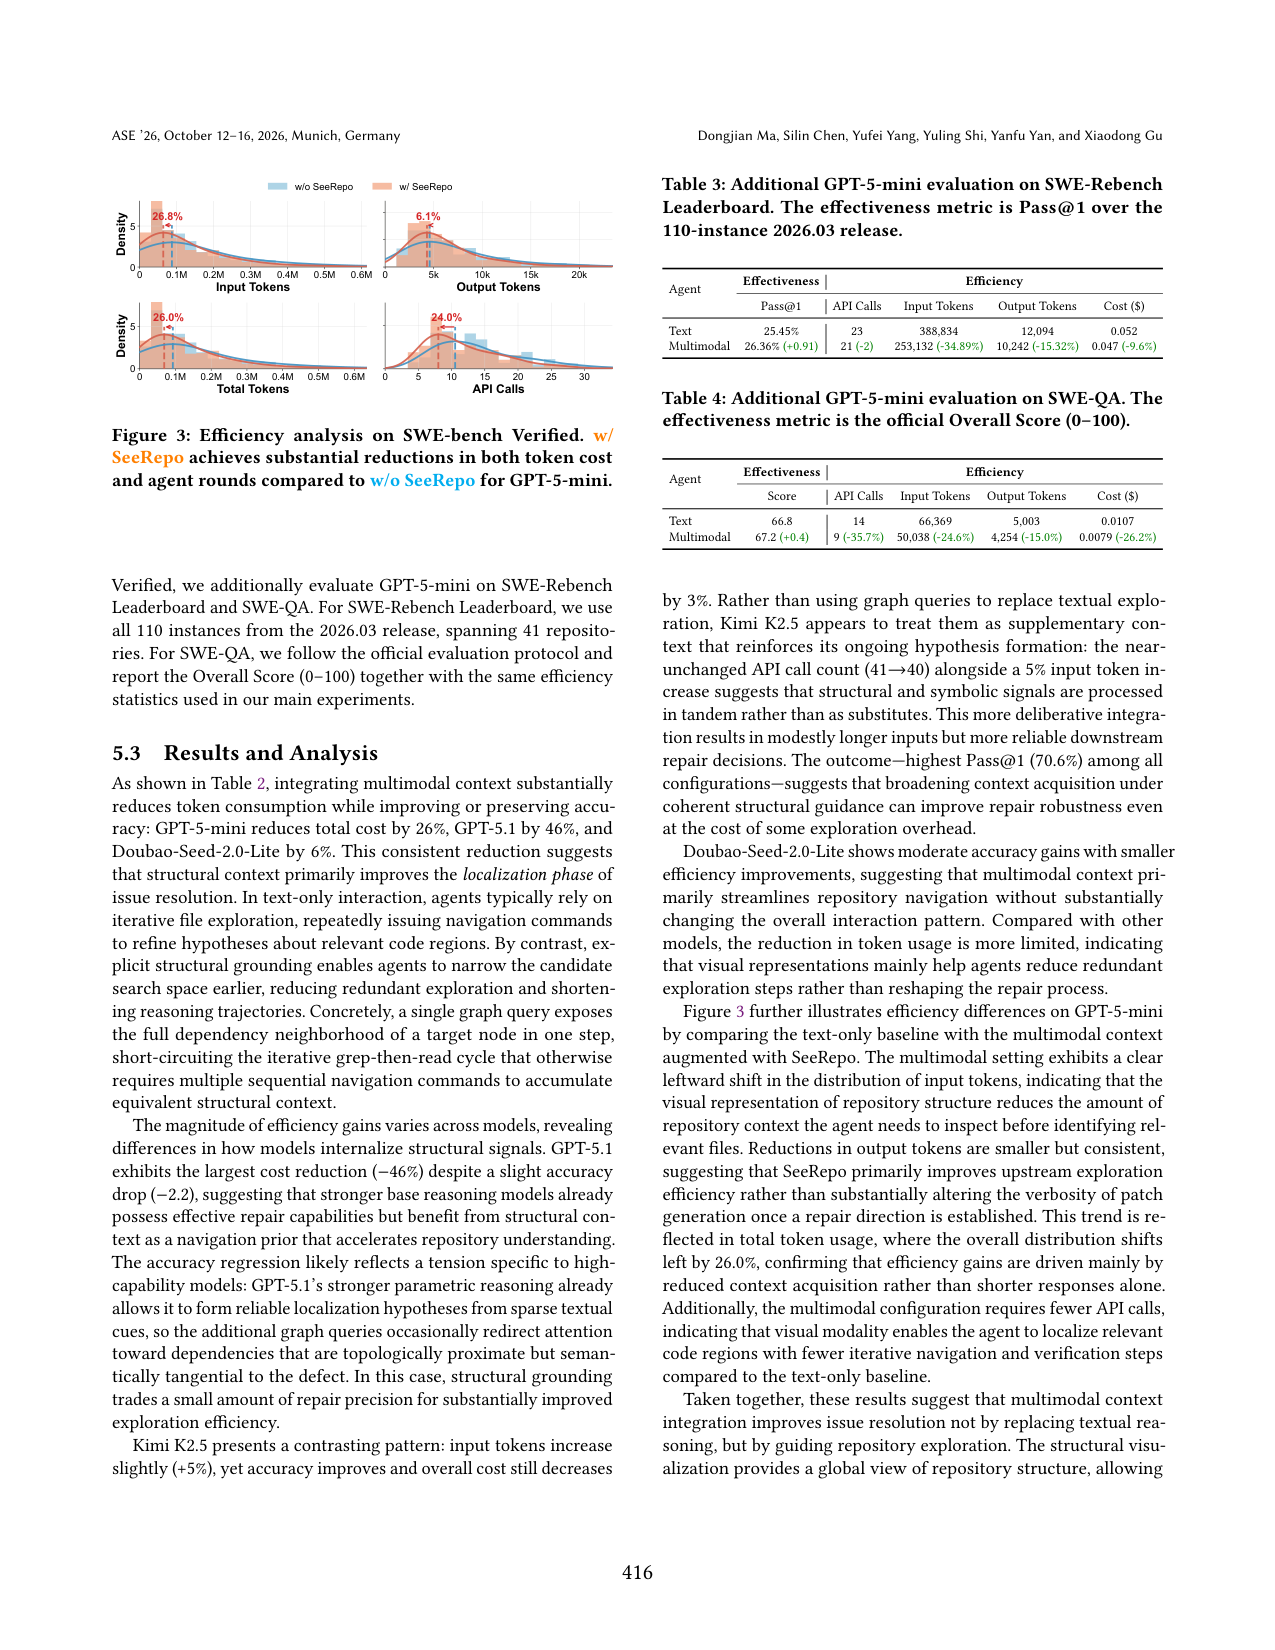 ASE ’26, October 12–16, 2026, Munich, Germany
Dongjian Ma, Silin Chen, Yufei Yang, Yuling Shi, Yanfu Yan, and Xiaodong Gu
w/o SeeRepo w/ SeeRepo
Density
5
0
26.8%
0 0.1M 0.2M 0.3M 0.4M 0.5M 0.6M
Input Tokens
6.1%
0 5k 10k 15k 20k
Output Tokens
Density
5
0
26.0%
0 0.1M 0.2M 0.3M 0.4M 0.5M 0.6M
Total Tokens
24.0%
0 5 10 15 20 25 30
API Calls
Figure 3: Efficiency analysis on SWE-bench Verified. w/
SeeRepo achieves substantial reductions in both token cost
and agent rounds compared to w/o SeeRepo for GPT-5-mini.
Verified, we additionally evaluate GPT-5-mini on SWE-Rebench
Leaderboard and SWE-QA. For SWE-Rebench Leaderboard, we use
all 110 instances from the 2026.03 release, spanning 41 reposito-
ries. For SWE-QA, we follow the official evaluation protocol and
report the Overall Score (0–100) together with the same efficiency
statistics used in our main experiments.
5.3 Results and Analysis
As shown in Table 2, integrating multimodal context substantially
reduces token consumption while improving or preserving accu-
racy: GPT-5-mini reduces total cost by 26%, GPT-5.1 by 46%, and
Doubao-Seed-2.0-Lite by 6%. This consistent reduction suggests
that structural context primarily improves the localization phase of
issue resolution. In text-only interaction, agents typically rely on
iterative file exploration, repeatedly issuing navigation commands
to refine hypotheses about relevant code regions. By contrast, ex-
plicit structural grounding enables agents to narrow the candidate
search space earlier, reducing redundant exploration and shorten-
ing reasoning trajectories. Concretely, a single graph query exposes
the full dependency neighborhood of a target node in one step,
short-circuiting the iterative grep-then-read cycle that otherwise
requires multiple sequential navigation commands to accumulate
equivalent structural context.
The magnitude of efficiency gains varies across models, revealing
differences in how models internalize structural signals. GPT-5.1
exhibits the largest cost reduction (−46%) despite a slight accuracy
drop (−2.2), suggesting that stronger base reasoning models already
possess effective repair capabilities but benefit from structural con-
text as a navigation prior that accelerates repository understanding.
The accuracy regression likely reflects a tension specific to high-
capability models: GPT-5.1’s stronger parametric reasoning already
allows it to form reliable localization hypotheses from sparse textual
cues, so the additional graph queries occasionally redirect attention
toward dependencies that are topologically proximate but seman-
tically tangential to the defect. In this case, structural grounding
trades a small amount of repair precision for substantially improved
exploration efficiency.
Kimi K2.5 presents a contrasting pattern: input tokens increase
slightly (+5%), yet accuracy improves and overall cost still decreases
Table 3: Additional GPT-5-mini evaluation on SWE-Rebench
Leaderboard. The effectiveness metric is Pass@1 over the
110-instance 2026.03 release.
Agent Effectiveness Efficiency
Pass@1 API Calls Input Tokens Output Tokens Cost ($)
Text 25.45% 23 388,834 12,094 0.052
Multimodal 26.36% (+0.91) 21 (-2) 253,132 (-34.89%) 10,242 (-15.32%) 0.047 (-9.6%)
Table 4: Additional GPT-5-mini evaluation on SWE-QA. The
effectiveness metric is the official Overall Score (0–100).
Agent Effectiveness Efficiency
Score API Calls Input Tokens Output Tokens Cost ($)
Text 66.8 14 66,369 5,003 0.0107
Multimodal 67.2 (+0.4) 9 (-35.7%) 50,038 (-24.6%) 4,254 (-15.0%) 0.0079 (-26.2%)
by 3%. Rather than using graph queries to replace textual explo-
ration, Kimi K2.5 appears to treat them as supplementary con-
text that reinforces its ongoing hypothesis formation: the near-
unchanged API call count (41→40) alongside a 5% input token in-
crease suggests that structural and symbolic signals are processed
in tandem rather than as substitutes. This more deliberative integra-
tion results in modestly longer inputs but more reliable downstream
repair decisions. The outcome—highest Pass@1 (70.6%) among all
configurations—suggests that broadening context acquisition under
coherent structural guidance can improve repair robustness even
at the cost of some exploration overhead.
Doubao-Seed-2.0-Lite shows moderate accuracy gains with smaller
efficiency improvements, suggesting that multimodal context pri-
marily streamlines repository navigation without substantially
changing the overall interaction pattern. Compared with other
models, the reduction in token usage is more limited, indicating
that visual representations mainly help agents reduce redundant
exploration steps rather than reshaping the repair process.
Figure 3 further illustrates efficiency differences on GPT-5-mini
by comparing the text-only baseline with the multimodal context
augmented with SeeRepo. The multimodal setting exhibits a clear
leftward shift in the distribution of input tokens, indicating that the
visual representation of repository structure reduces the amount of
repository context the agent needs to inspect before identifying rel-
evant files. Reductions in output tokens are smaller but consistent,
suggesting that SeeRepo primarily improves upstream exploration
efficiency rather than substantially altering the verbosity of patch
generation once a repair direction is established. This trend is re-
flected in total token usage, where the overall distribution shifts
left by 26.0%, confirming that efficiency gains are driven mainly by
reduced context acquisition rather than shorter responses alone.
Additionally, the multimodal configuration requires fewer API calls,
indicating that visual modality enables the agent to localize relevant
code regions with fewer iterative navigation and verification steps
compared to the text-only baseline.
Taken together, these results suggest that multimodal context
integration improves issue resolution not by replacing textual rea-
soning, but by guiding repository exploration. The structural visu-
alization provides a global view of repository structure, allowing
416